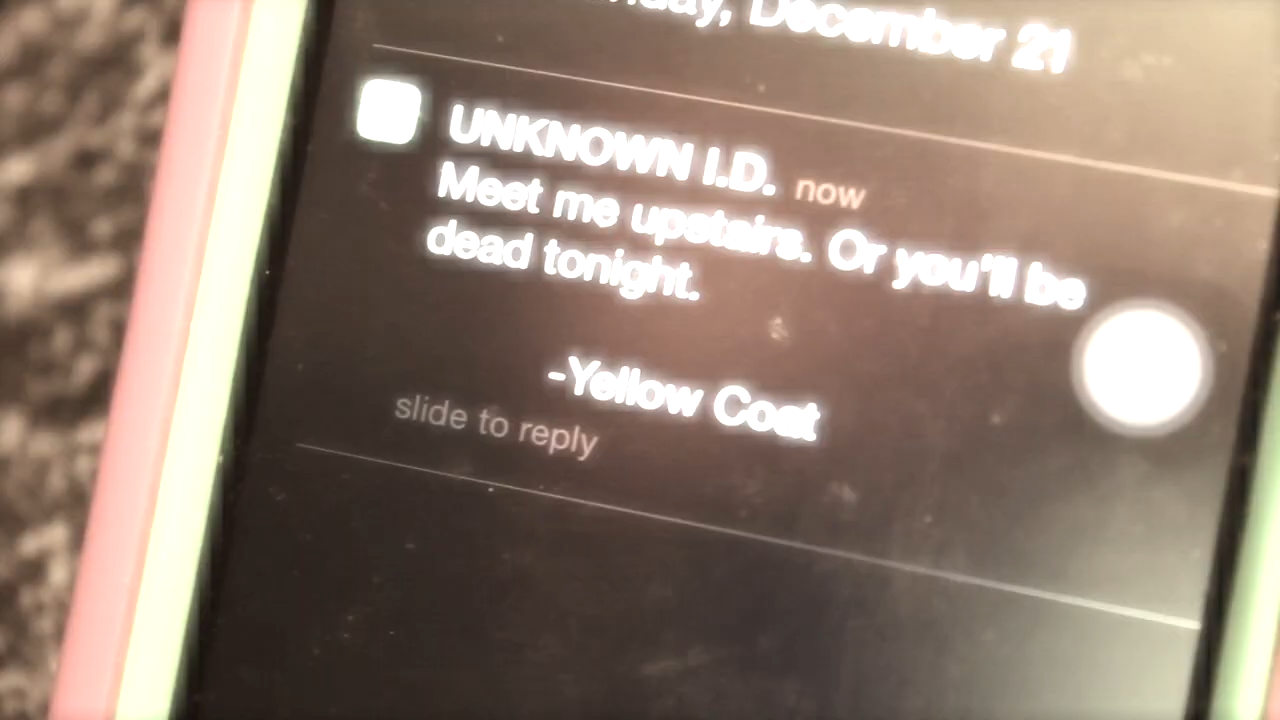 December 21
UNKNOWN I.D. now
Meet me upstairs. Or you'll be
dead tonight.
-Yellow Coat
slide to reply